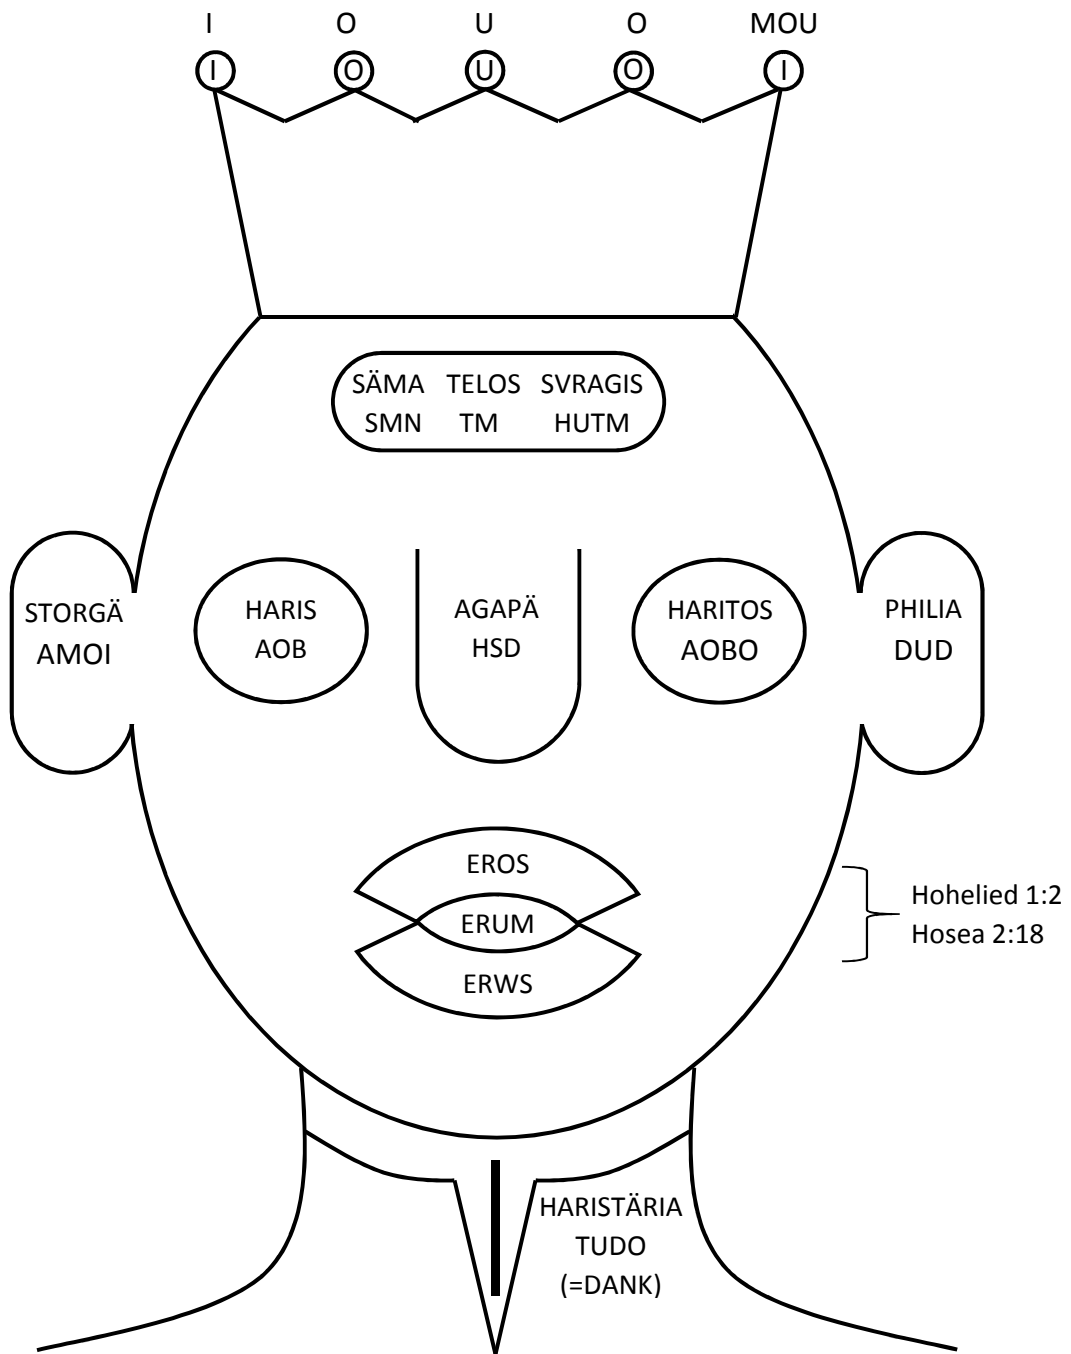 I O U O MOU
I O U O I
SÄMA TELOS SVRAGIS
SMN TM HUTM
STORGÄ
AMOI
HARIS
AOB
AGAPÄ
HSD
HARITOS
AOBO
PHILIA
DUD
EROS
ERUM
ERWS
Hohelied 1:2
Hosea 2:18
HARISTÄRIA
TUDO
(=DANK)